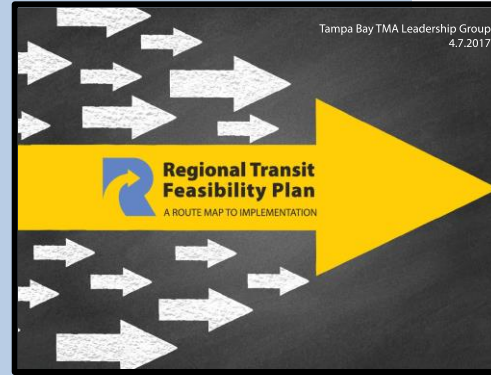 Tampa Bay TMA Leadership Group
4.7.2017
Regional Transit
Feasibility Plan
A ROUTE MAP TO IMPLEMENTATION